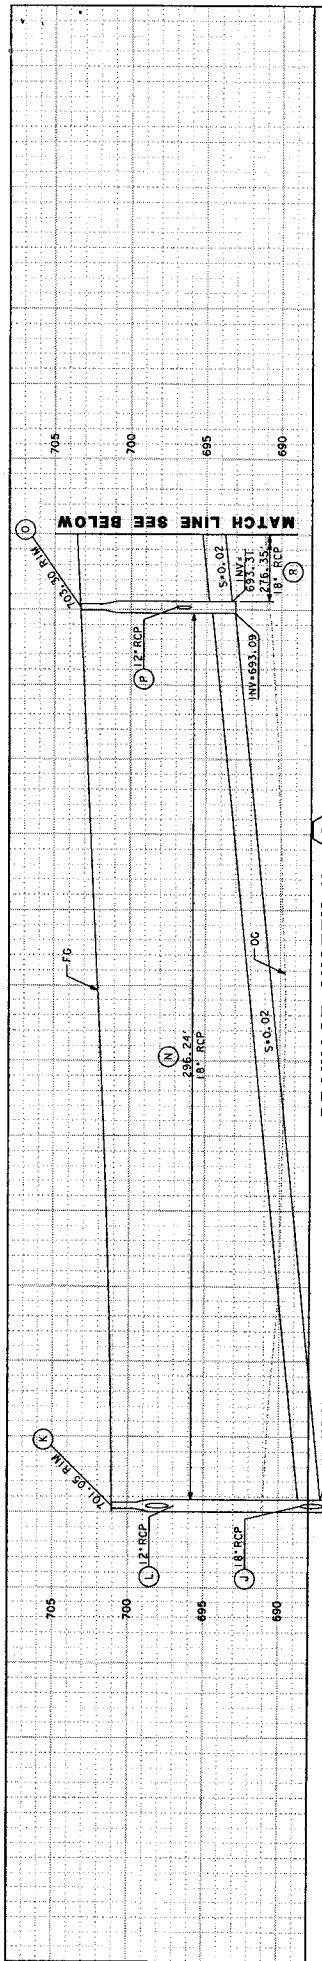 705
700
695
690
K
701.05 RIM
L
12" RCP
J
18" RCP
FG
N
296.24'
18" RCP
S=0.02
OG
O
703.30 RIM
P
12" RCP
INV=693.09
S=0.02
INV=
693.31
276.35'
18" RCP
R
MATCH LINE SEE BELOW
705
700
695
690